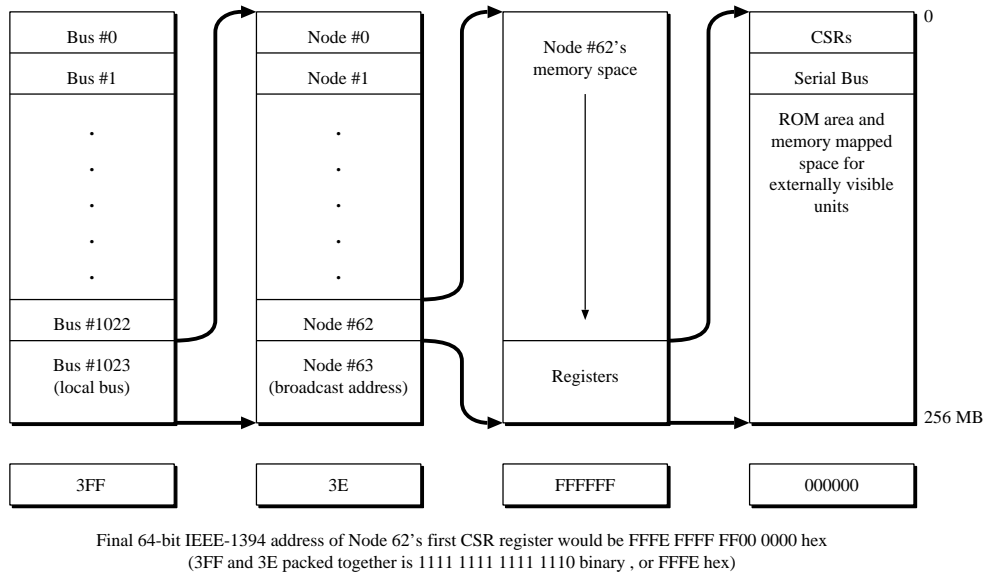 Bus #0
Bus #1
.
.
.
.
.
Bus #1022
Bus #1023
(local bus)
Node #0
Node #1
.
.
.
.
.
Node #62
Node #63
(broadcast address)
Node #62’s
memory space
Registers
0
CSRs
Serial Bus
ROM area and
memory mapped
space for
externally visible
units
256 MB
3FF
3E
FFFFFF
000000
Final 64-bit IEEE-1394 address of Node 62’s first CSR register would be FFFE FFFF FF00 0000 hex
(3FF and 3E packed together is 1111 1111 1111 1110 binary , or FFFE hex)